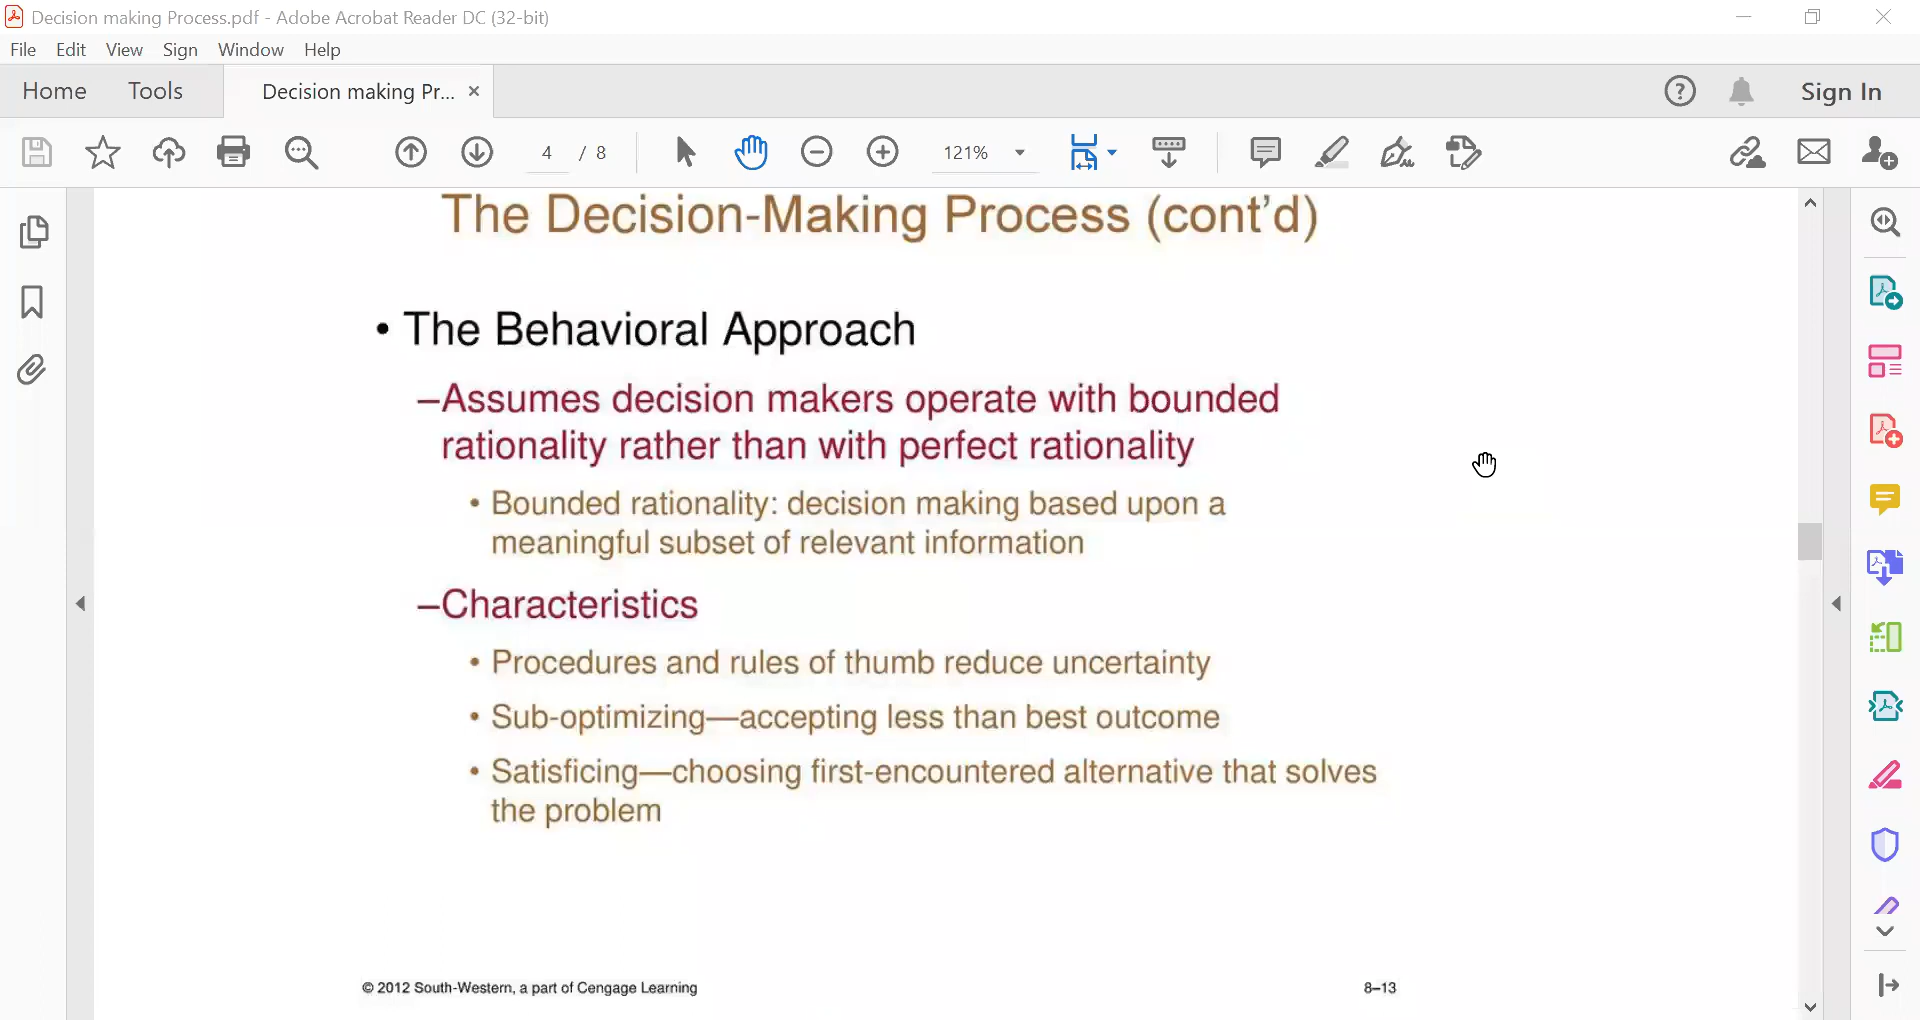 Decision making Process.pdf - Adobe Acrobat Reader DC (32-bit)
File Edit View Sign Window Help
Home Tools Decision making Pr... × Sign In
4 / 8 121%
The Decision-Making Process (cont’d)
• The Behavioral Approach
–Assumes decision makers operate with bounded
rationality rather than with perfect rationality
• Bounded rationality: decision making based upon a
meaningful subset of relevant information
–Characteristics
• Procedures and rules of thumb reduce uncertainty
• Sub-optimizing—accepting less than best outcome
• Satisficing—choosing first-encountered alternative that solves
the problem
© 2012 South-Western, a part of Cengage Learning 8–13